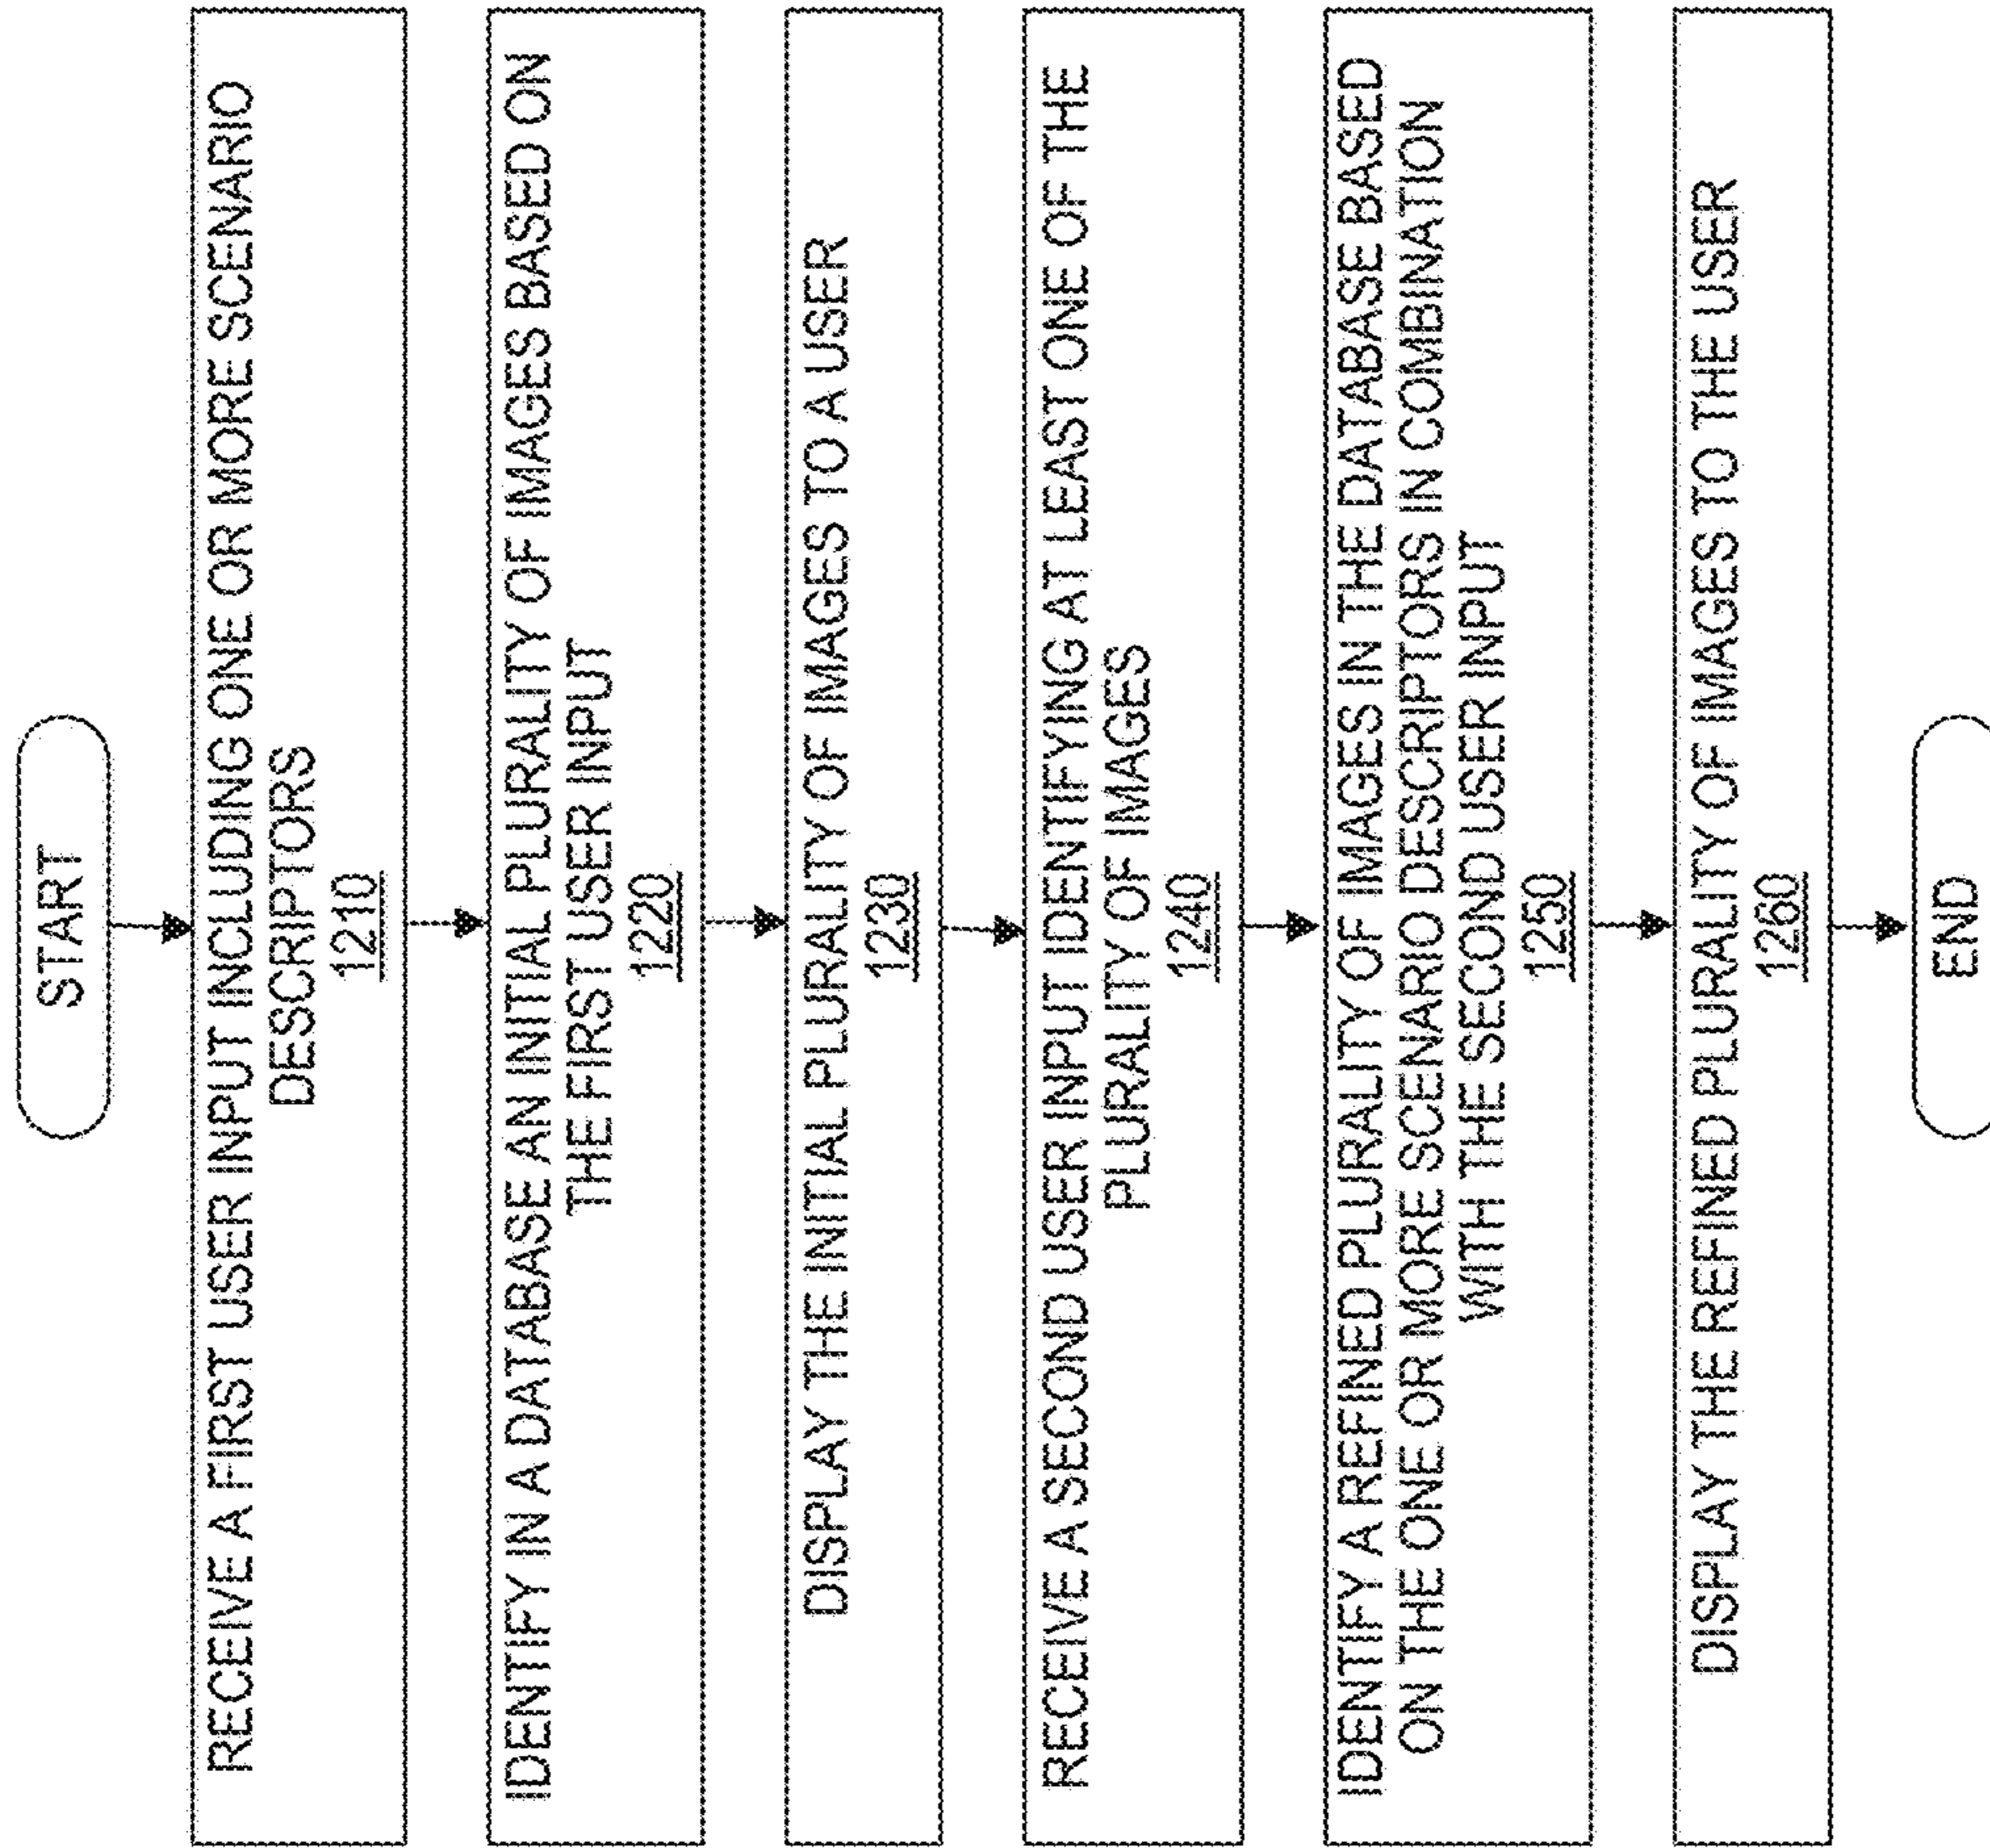 START
RECEIVE A FIRST USER INPUT INCLUDING ONE OR MORE SCENARIO
DESCRIPTORS
1210
IDENTIFY IN A DATABASE AN INITIAL PLURALITY OF IMAGES BASED ON
THE FIRST USER INPUT
1220
DISPLAY THE INITIAL PLURALITY OF IMAGES TO A USER
1230
RECEIVE A SECOND USER INPUT IDENTIFYING AT LEAST ONE OF THE
PLURALITY OF IMAGES
1240
IDENTIFY A REFINED PLURALITY OF IMAGES IN THE DATABASE BASED
ON THE ONE OR MORE SCENARIO DESCRIPTORS IN COMBINATION
WITH THE SECOND USER INPUT
1250
DISPLAY THE REFINED PLURALITY OF IMAGES TO THE USER
1260
END